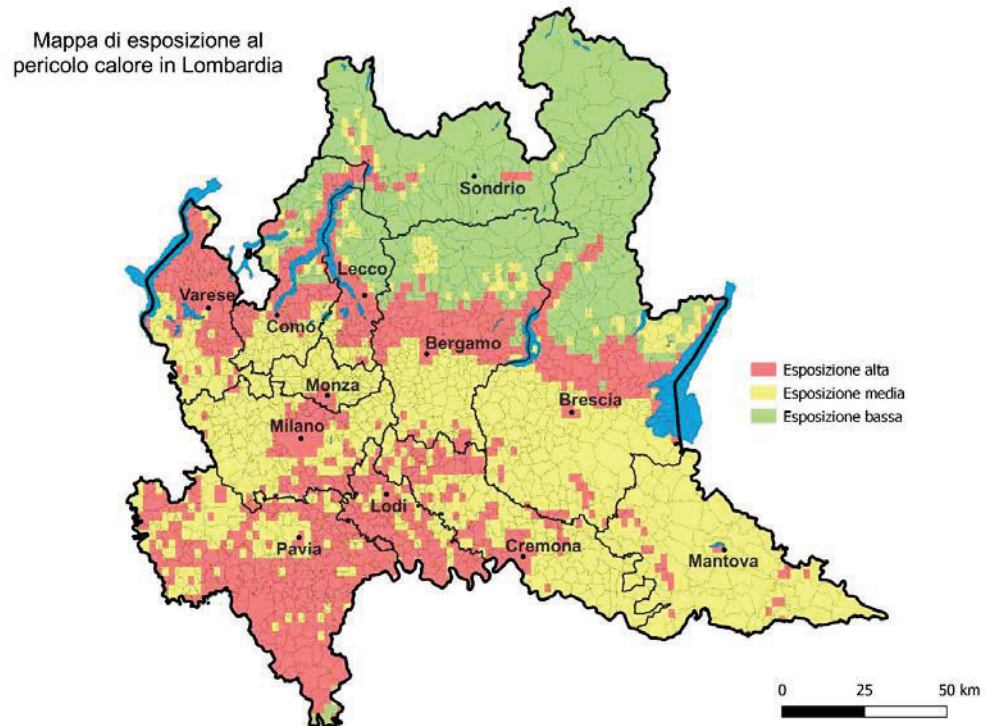 Mappa di esposizione al
pericolo calore in Lombardia
Sondrio
Lecco
Varese
Como
Bergamo
Esposizione alta
Esposizione media
Esposizione bassa
Monza
Brescia
Milano
Lodi
Pavia
Cremona
Mantova
0 25 50 km